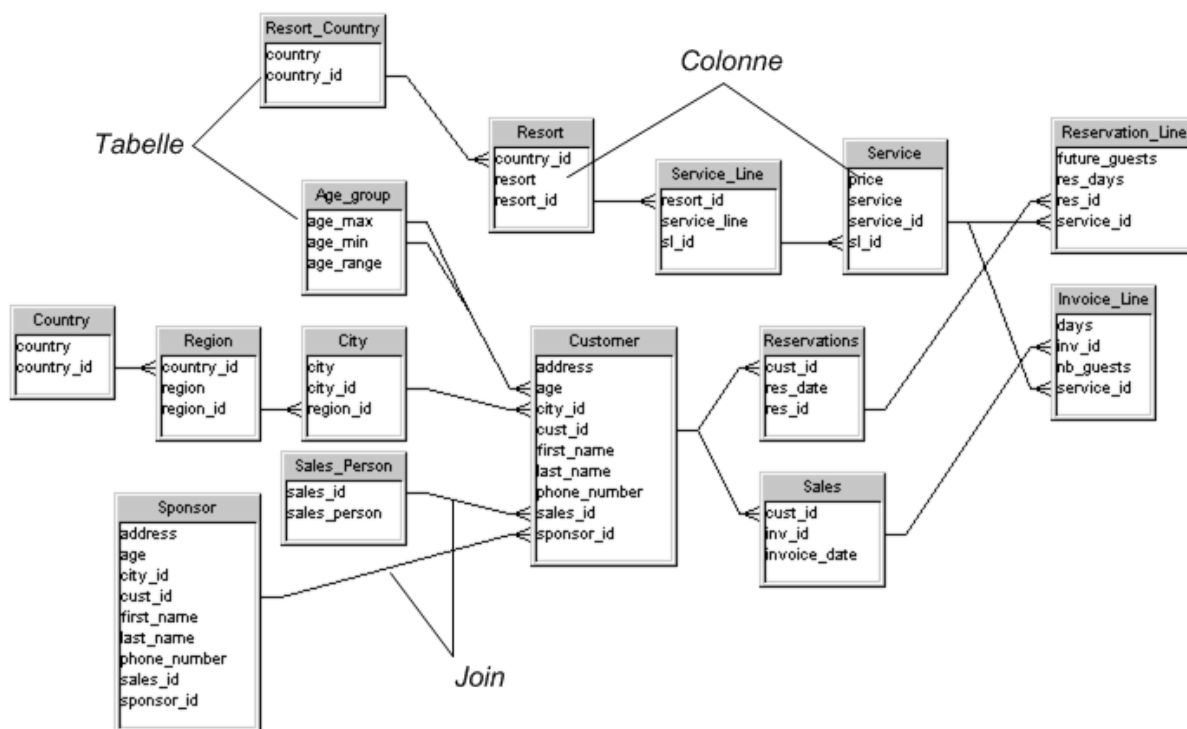 Resort_Country
country
country_id
Colonne
Tabelle
Resort
country_id
resort
resort_id
Service_Line
resort_id
service_line
sl_id
Service
price
service
service_id
sl_id
Reservation_Line
future_guests
res_days
res_id
service_id
Age_group
age_max
age_min
age_range
Country
country
country_id
Region
country_id
region
region_id
City
city
city_id
region_id
Customer
address
age
city_id
cust_id
first_name
last_name
phone_number
sales_id
sponsor_id
Reservations
cust_id
res_date
res_id
Invoice_Line
days
inv_id
nb_guests
service_id
Sales_Person
sales_id
sales_person
Sales
cust_id
inv_id
invoice_date
Sponsor
address
age
city_id
cust_id
first_name
last_name
phone_number
sales_id
sponsor_id
Join